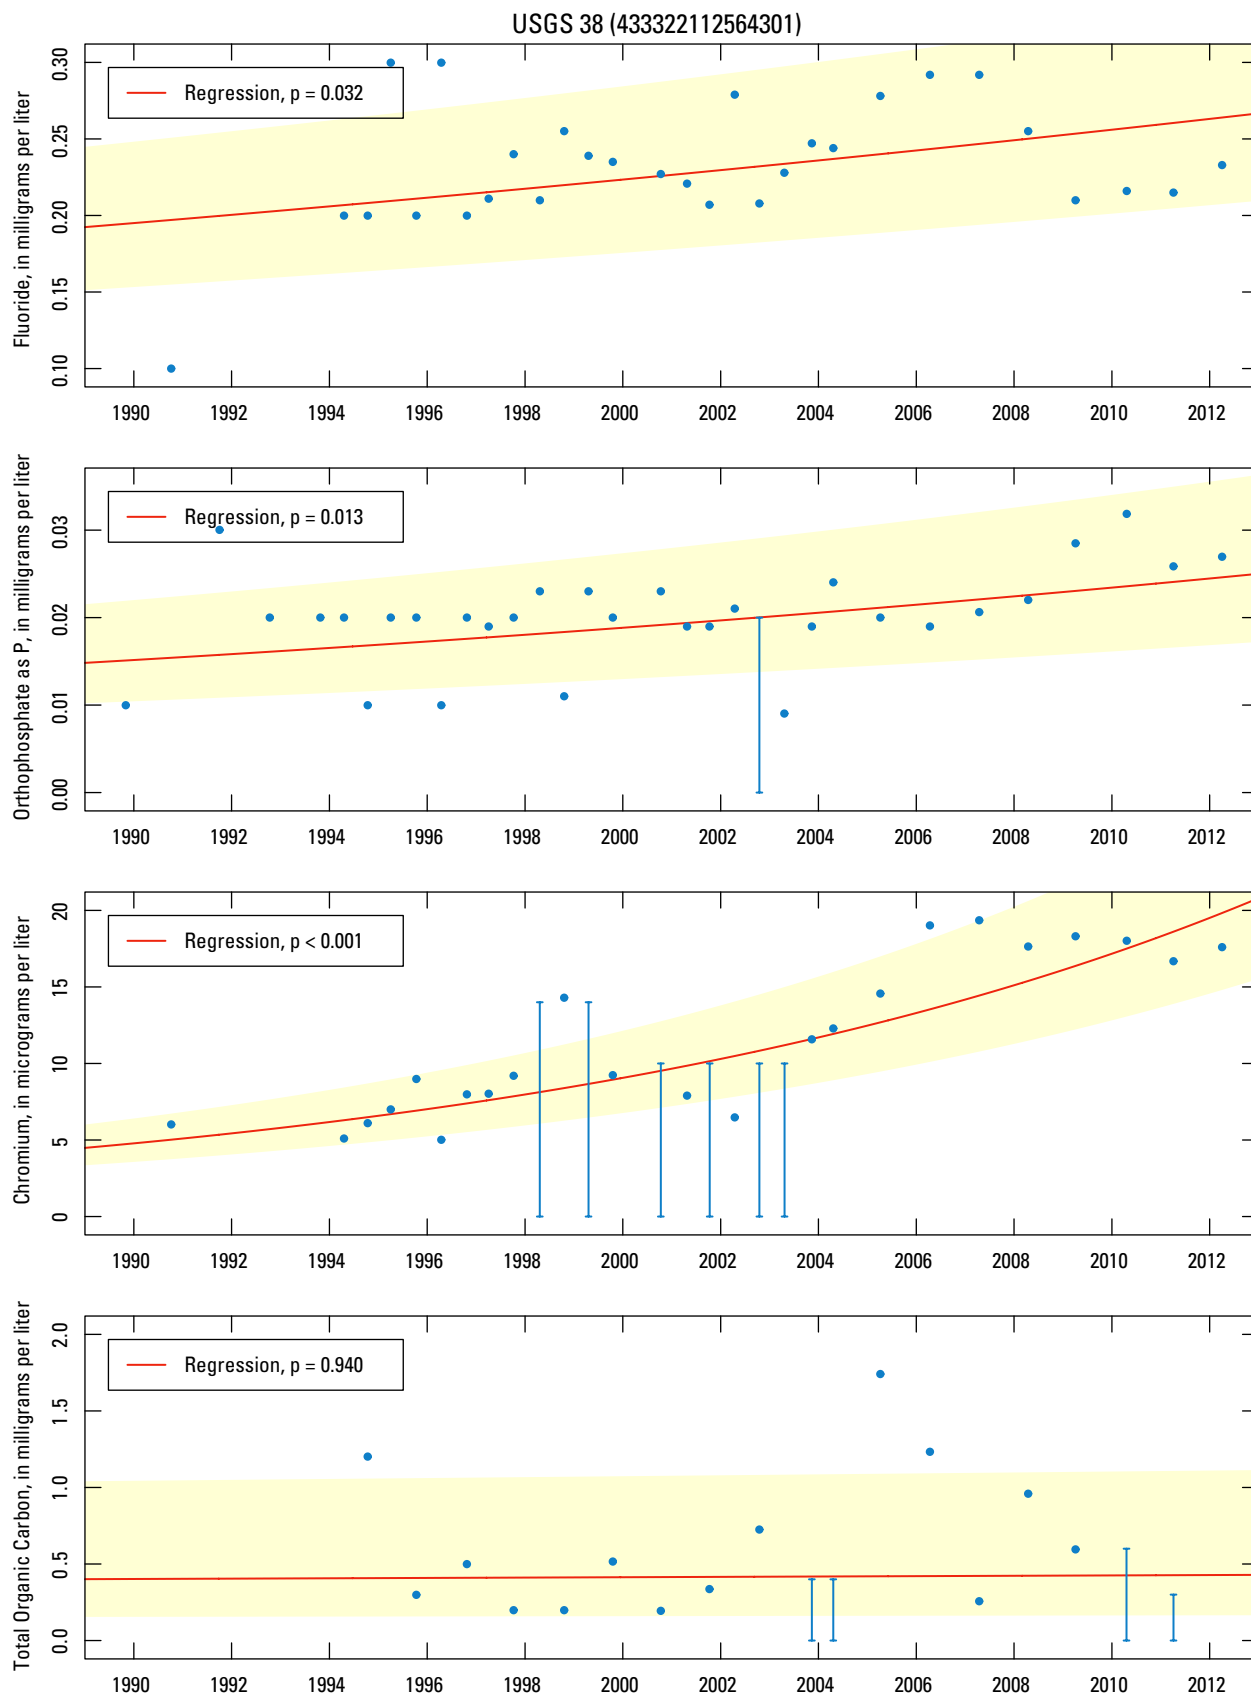 USGS 38 (433322112564301)
Fluoride, in milligrams per liter
0.30
0.25
0.20
0.15
0.10
Regression, p = 0.032
1990 1992 1994 1996 1998 2000 2002 2004 2006 2008 2010 2012
Orthophosphate as P, in milligrams per liter
0.03
0.02
0.01
0.00
Regression, p = 0.013
1990 1992 1994 1996 1998 2000 2002 2004 2006 2008 2010 2012
Chromium, in micrograms per liter
20
15
10
5
0
Regression, p < 0.001
1990 1992 1994 1996 1998 2000 2002 2004 2006 2008 2010 2012
Total Organic Carbon, in milligrams per liter
2.0
1.5
1.0
0.5
0.0
Regression, p = 0.940
1990 1992 1994 1996 1998 2000 2002 2004 2006 2008 2010 2012